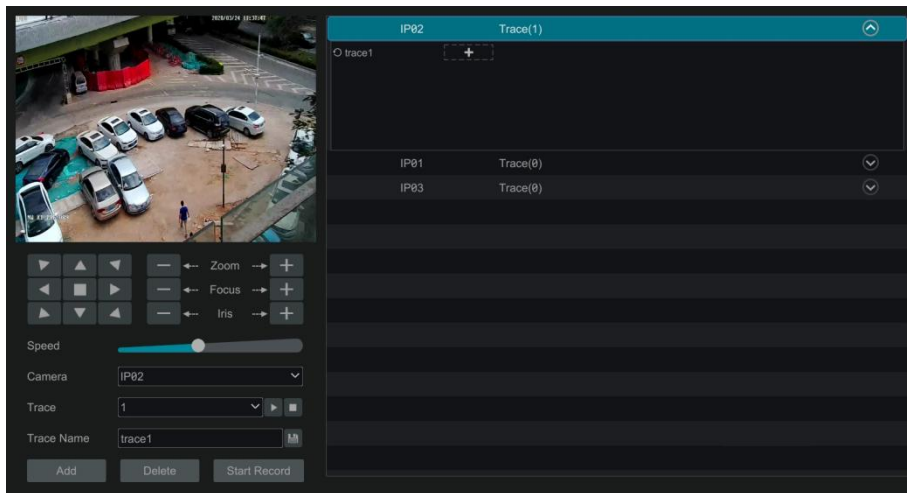 IP02 Trace(1)
trace1 +
IP01 Trace(0)
IP03 Trace(0)
Zoom
Focus
Iris
Speed
Camera IP02
Trace 1
Trace Name trace1
Add Delete Start Record